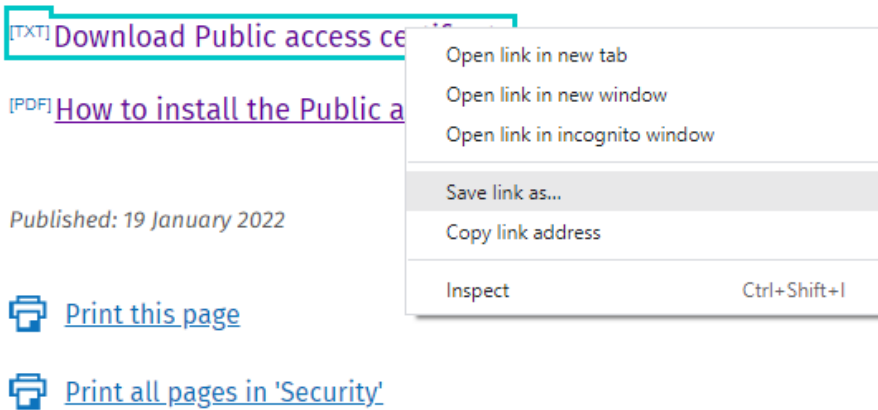 [TXT] Download Public access
[PDF] How to install the Public
Published: 19 January 2022
Print this page
Print all pages in 'Security'
Open link in new tab
Open link in new window
Open link in incognito window
Save link as...
Copy link address
Inspect Ctrl+Shift+I